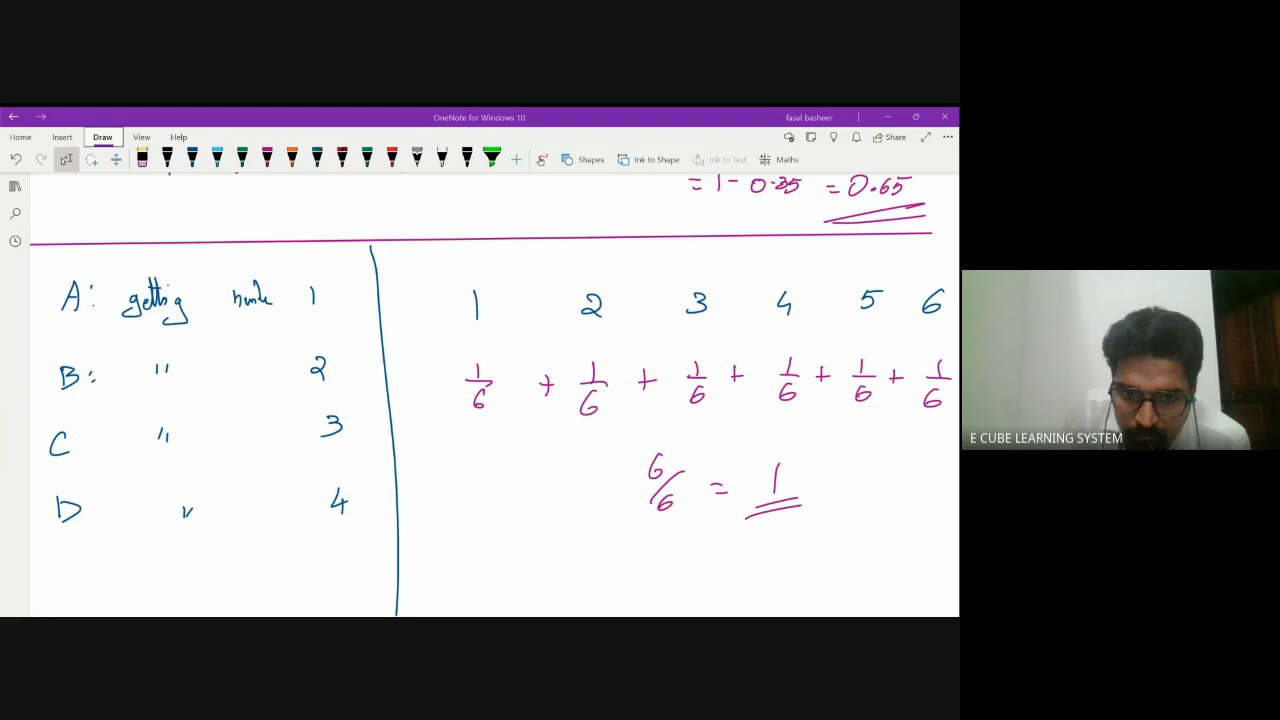 OneNote for Windows 10
fasal basheer
Home Insert Draw View Help
Share
Shapes Ink to Shape Ink to Text Maths
= 1 - 0.35 = 0.65
A: getting 1
B: " 2
C " 3
D " 4
1 2 3 4 5 6
1/6 + 1/6 + 1/6 + 1/6 + 1/6 + 1/6
6/6 = 1
E CUBE LEARNING SYSTEM